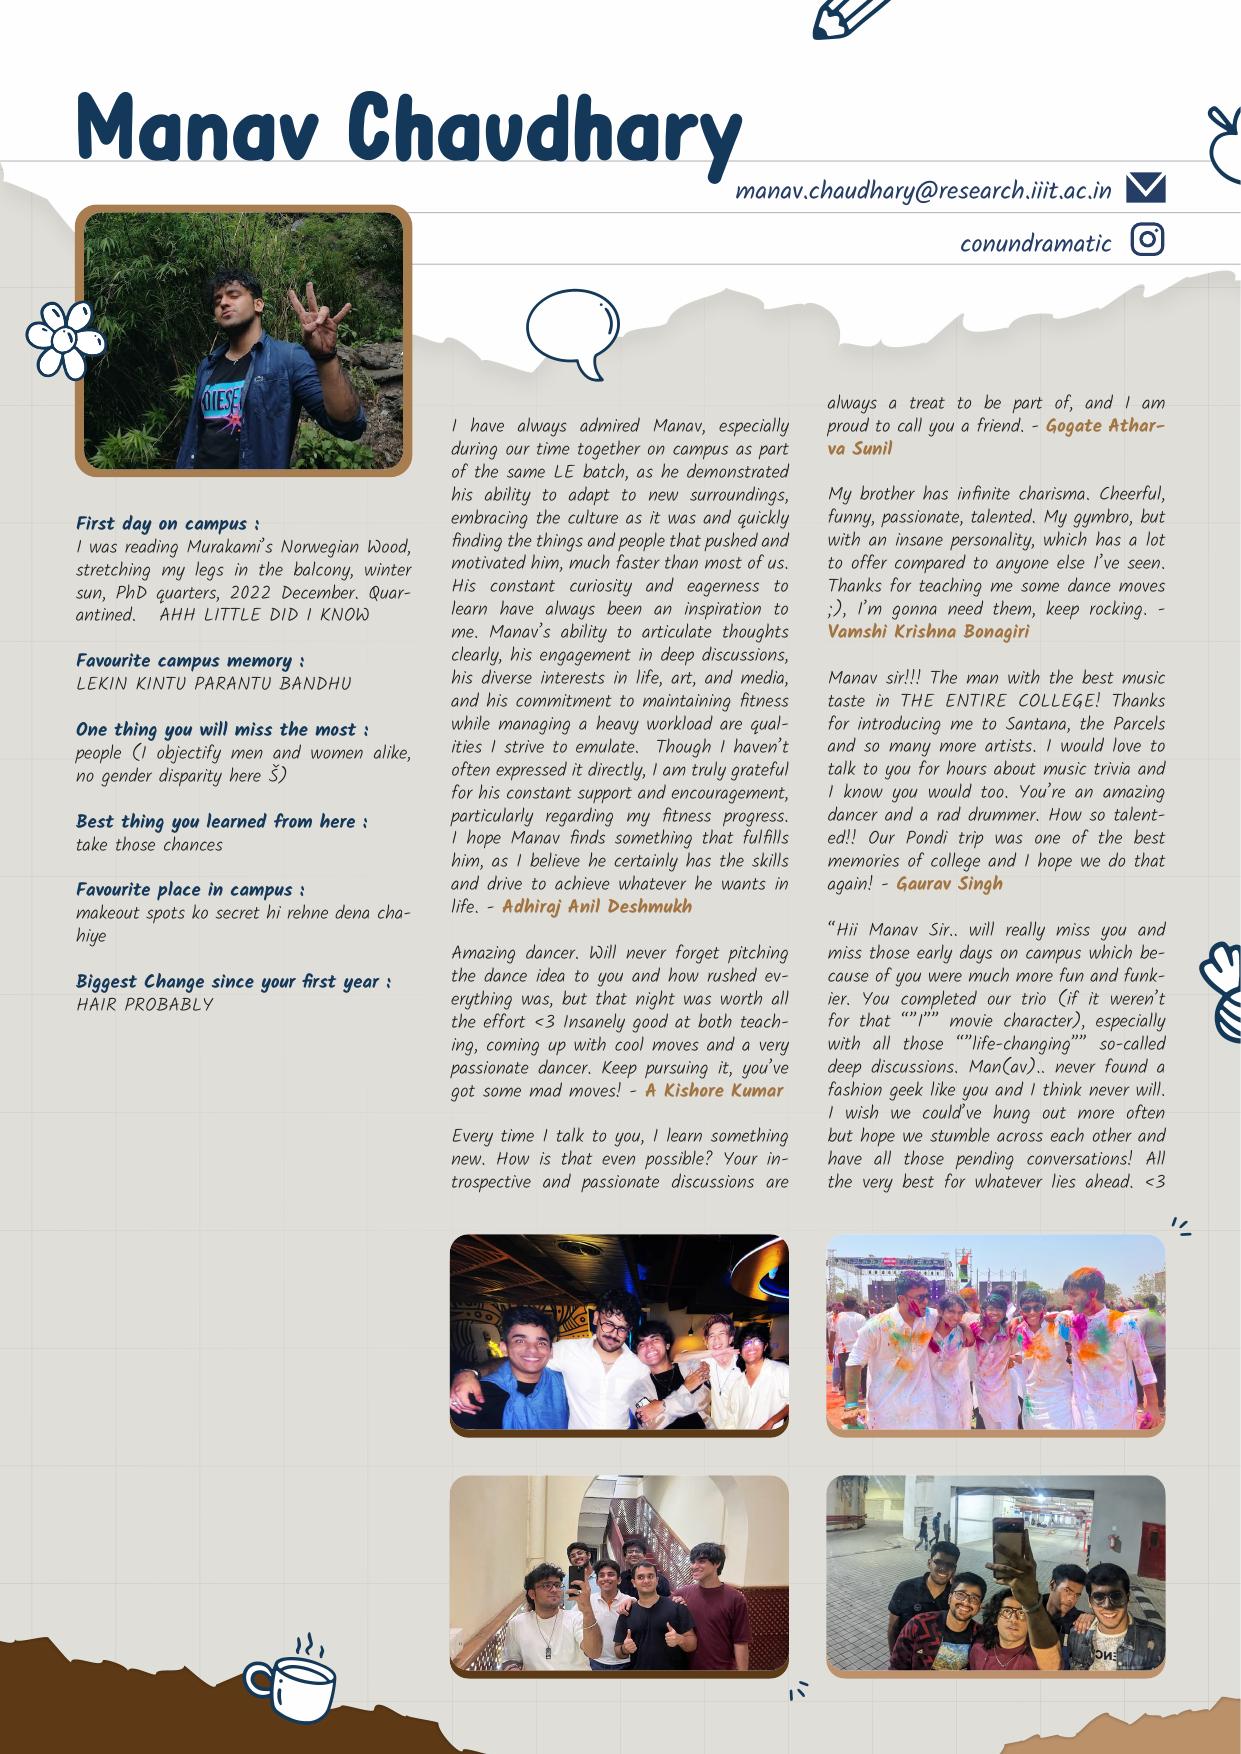 Manav Chaudhary
manav.chaudhary@research.iiit.ac.in
conundramatic
DIESEL
First day on campus :
I was reading Murakami's Norwegian Wood,
stretching my legs in the balcony, winter
sun, PhD quarters, 2022 December. Quar-
antined. AHH LITTLE DID I KNOW
Favourite campus memory :
LEKIN KINTU PARANTU BANDHU
One thing you will miss the most :
people (I objectify men and women alike,
no gender disparity here Š)
Best thing you learned from here :
take those chances
Favourite place in campus :
makeout spots ko secret hi rehne dena cha-
hiye
Biggest Change since your first year :
HAIR PROBABLY
I have always admired Manav, especially
during our time together on campus as part
of the same LE batch, as he demonstrated
his ability to adapt to new surroundings,
embracing the culture as it was and quickly
finding the things and people that pushed and
motivated him, much faster than most of us.
His constant curiosity and eagerness to
learn have always been an inspiration to
me. Manav's ability to articulate thoughts
clearly, his engagement in deep discussions,
his diverse interests in life, art, and media,
and his commitment to maintaining fitness
while managing a heavy workload are qual-
ities I strive to emulate. Though I haven't
often expressed it directly, I am truly grateful
for his constant support and encouragement,
particularly regarding my fitness progress.
I hope Manav finds something that fulfills
him, as I believe he certainly has the skills
and drive to achieve whatever he wants in
life. - Adhiraj Anil Deshmukh
Amazing dancer. Will never forget pitching
the dance idea to you and how rushed ev-
erything was, but that night was worth all
the effort <3 Insanely good at both teach-
ing, coming up with cool moves and a very
passionate dancer. Keep pursuing it, you've
got some mad moves! - A Kishore Kumar
Every time I talk to you, I learn something
new. How is that even possible? Your in-
trospective and passionate discussions are
always a treat to be part of, and I am
proud to call you a friend. - Gogate Athar-
va Sunil
My brother has infinite charisma. Cheerful,
funny, passionate, talented. My gymbro, but
with an insane personality, which has a lot
to offer compared to anyone else I've seen.
Thanks for teaching me some dance moves
;), I'm gonna need them, keep rocking. -
Vamshi Krishna Bonagiri
Manav sir!!! The man with the best music
taste in THE ENTIRE COLLEGE! Thanks
for introducing me to Santana, the Parcels
and so many more artists. I would love to
talk to you for hours about music trivia and
I know you would too. You're an amazing
dancer and a rad drummer. How so talent-
ed!! Our Pondi trip was one of the best
memories of college and I hope we do that
again! - Gaurav Singh
“Hii Manav Sir.. will really miss you and
miss those early days on campus which be-
cause of you were much more fun and funk-
ier. You completed our trio (if it weren't
for that “”I”” movie character), especially
with all those “”life-changing”” so-called
deep discussions. Man(av).. never found a
fashion geek like you and I think never will.
I wish we could've hung out more often
but hope we stumble across each other and
have all those pending conversations! All
the very best for whatever lies ahead. <3